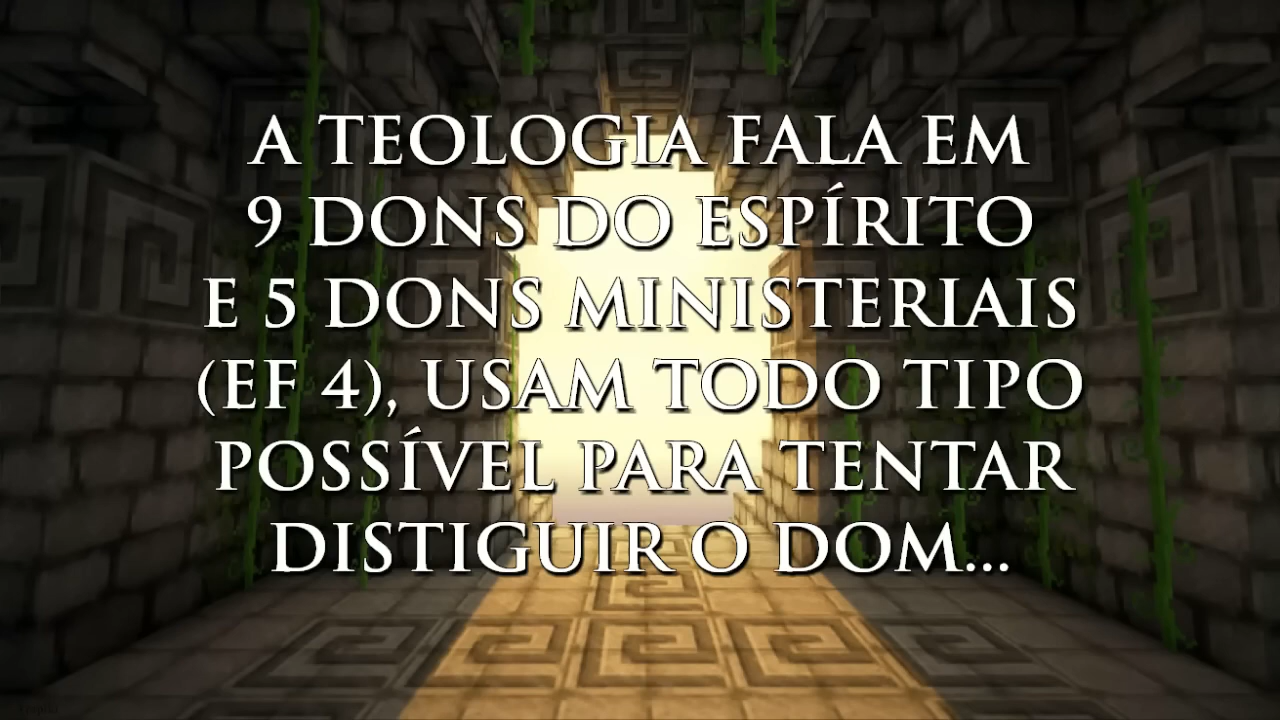 A TEOLOGIA FALA EM
9 DONS DO ESPÍRITO
E 5 DONS MINISTERIAIS
(EF 4), USAM TODO TIPO
POSSÍVEL PARA TENTAR
DISTIGUIR O DOM...